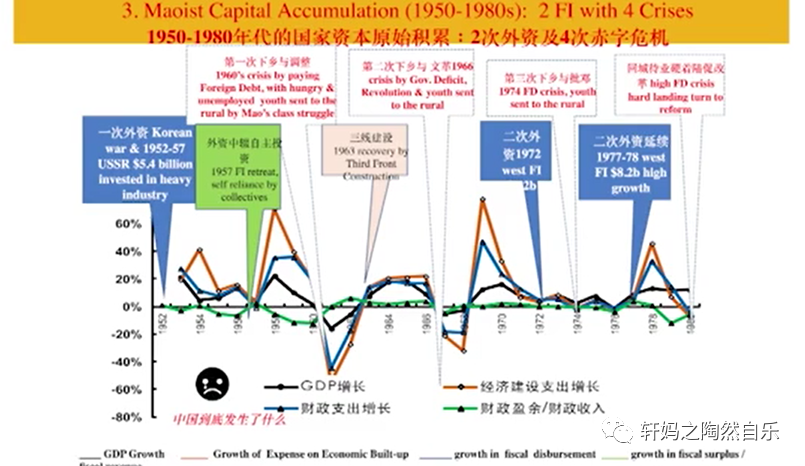 3. Maoist Capital Accumulation (1950-1980s): 2 FI with 4 Crises
1950-1980年代的国家资本原始积累：2次外资及4次赤字危机
第一次下乡与调整
1960's crisis by paying
Foreign Debt, with hungry &
unemployed youth sent to the
rural by Mao's class struggle
第二次下乡与 文革1966
crisis by Gov. Deficit,
Revolution & youth sent
to the rural
第三次下乡与批邓
1974 FD crisis, youth
sent to the rural
同城待业硬着陆促改
革 high FD crisis
hard landing turn to
reform
一次外资 Korean
war & 1952-57
USSR $5.4 billion
invested in heavy
industry
外资中辍自主投
资
1957 FI retreat,
self reliance by
collectives
三线建设
1963 recovery by
Third Front
Construction
二次外
资1972
west FI
2b
二次外资延续
1977-78 west
FI $8.2b high
growth
60%
40%
20%
0%
-20%
-40%
-60%
-80%
1952
1954
1964
1968
1970
1972
1974
1976
1978
GDP增长
经济建设支出增长
财政支出增长
财政盈余/财政收入
中国到底发生了什么
轩妈之陶然自乐
GDP Growth
Growth of Expense on Economic Built-up
growth in fiscal disbursement
growth in fiscal surplus /
fiscal revenue